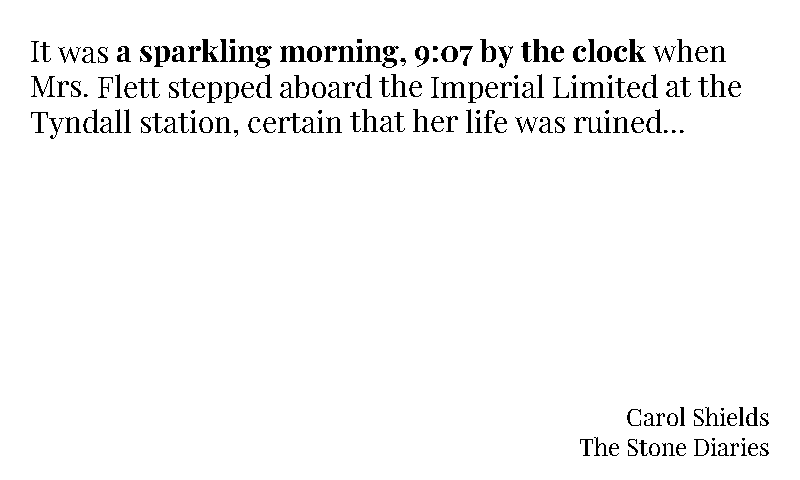 It was a sparkling morning, 9:07 by the clock when
Mrs. Flett stepped aboard the Imperial Limited at the
Tyndall station, certain that her life was ruined...
Carol Shields
The Stone Diaries